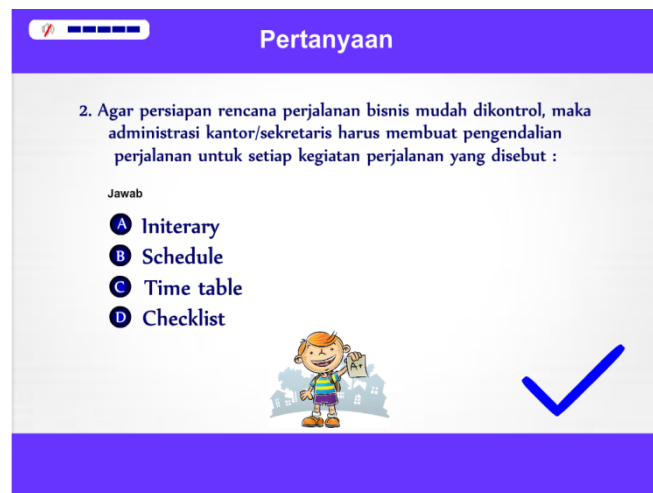 Pertanyaan
2. Agar persiapan rencana perjalanan bisnis mudah dikontrol, maka
administrasi kantor/sekretaris harus membuat pengendalian
perjalanan untuk setiap kegiatan perjalanan yang disebut :
Jawab
A Initerary
B Schedule
C Time table
D Checklist
A+